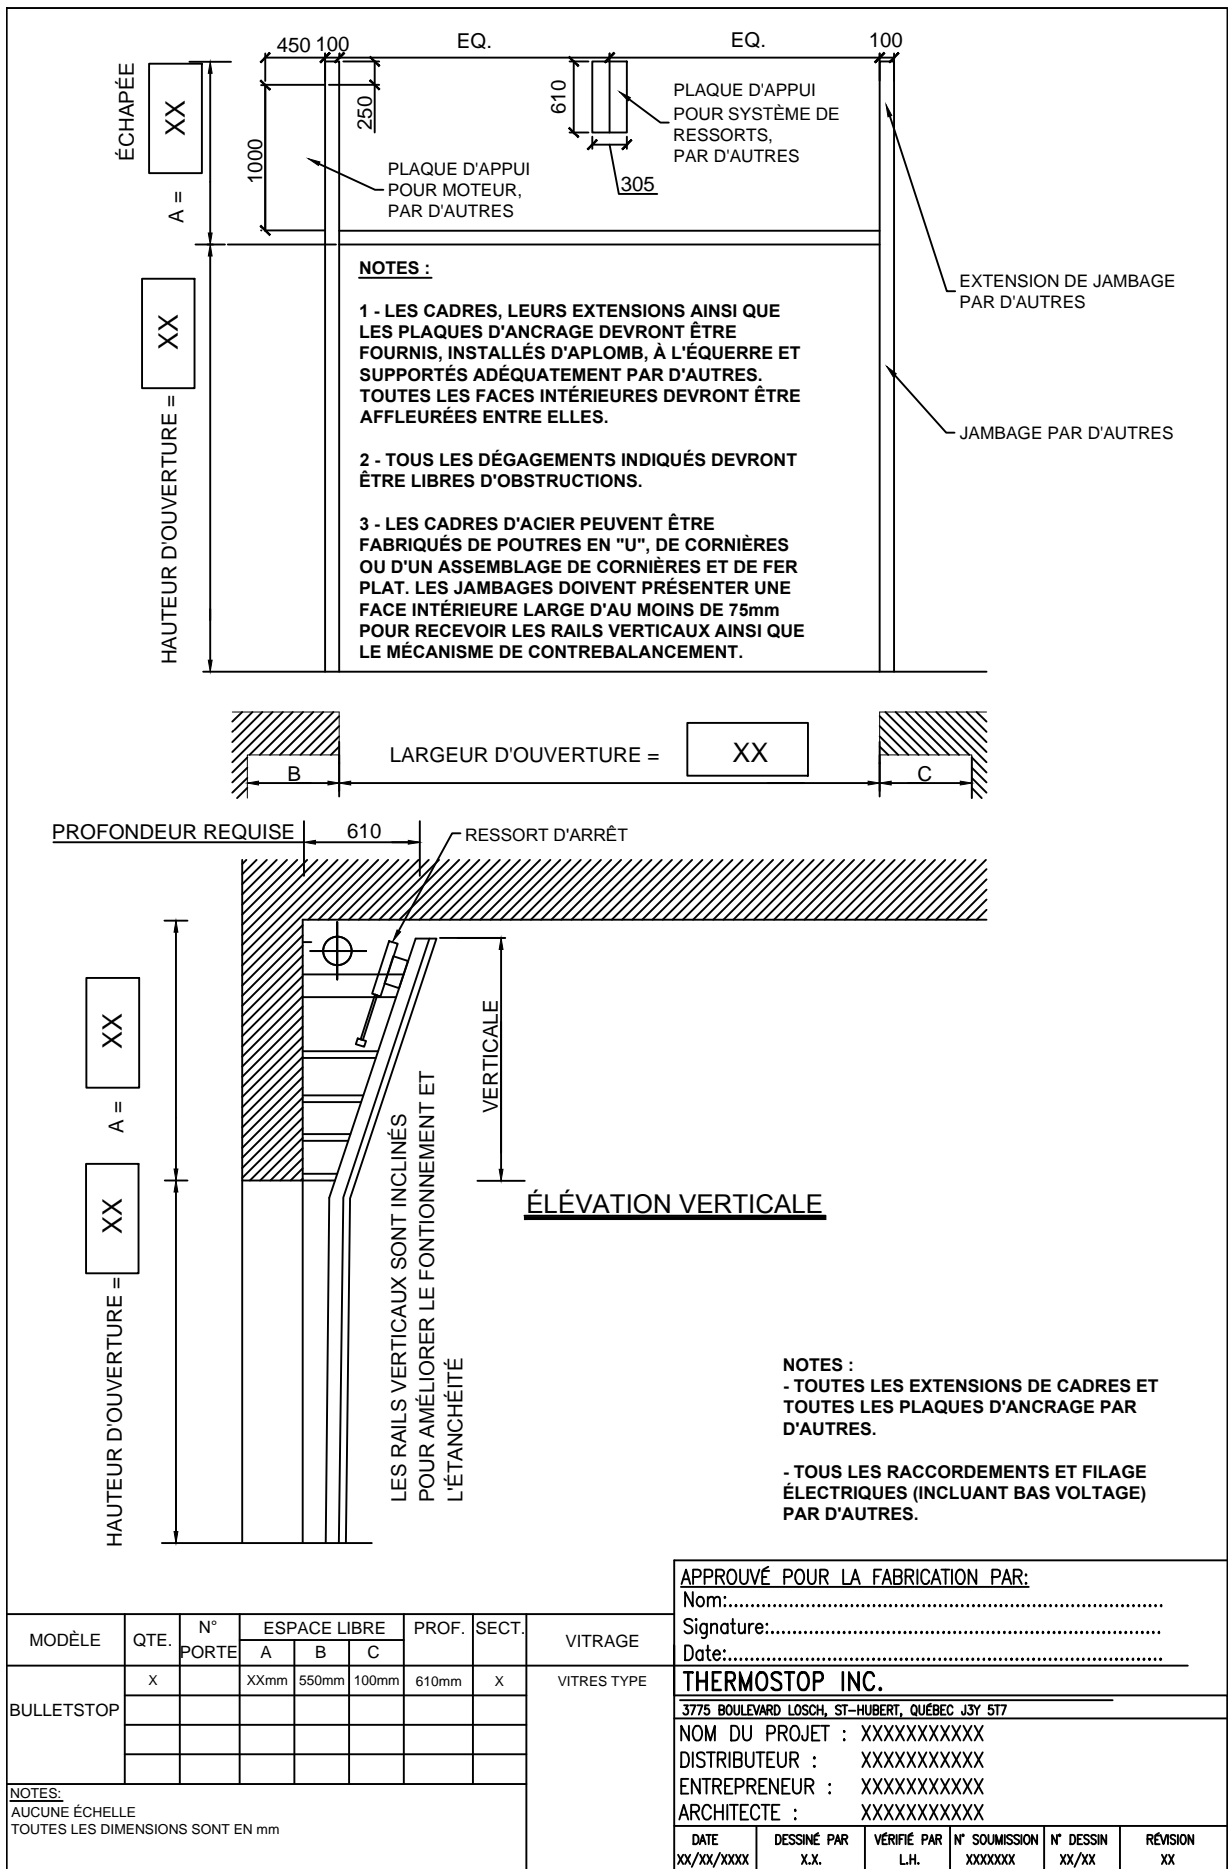 450 100 EQ. EQ. 100
ÉCHAPÉE
A =
XX
1000
250
610
305
PLAQUE D'APPUI
POUR SYSTÈME DE
RESSORTS,
PAR D'AUTRES
PLAQUE D'APPUI
POUR MOTEUR,
PAR D'AUTRES
EXTENSION DE JAMBAGE
PAR D'AUTRES
JAMBAGE PAR D'AUTRES
HAUTEUR D'OUVERTURE =
XX
NOTES :
1 - LES CADRES, LEURS EXTENSIONS AINSI QUE
LES PLAQUES D'ANCRAGE DEVRONT ÊTRE
FOURNIS, INSTALLÉS D'APLOMB, À L'ÉQUERRE ET
SUPPORTÉS ADÉQUATEMENT PAR D'AUTRES.
TOUTES LES FACES INTÉRIEURES DEVRONT ÊTRE
AFFLEURÉES ENTRE ELLES.
2 - TOUS LES DÉGAGEMENTS INDIQUÉS DEVRONT
ÊTRE LIBRES D'OBSTRUCTIONS.
3 - LES CADRES D'ACIER PEUVENT ÊTRE
FABRIQUÉS DE POUTRES EN "U", DE CORNIÈRES
OU D'UN ASSEMBLAGE DE CORNIÈRES ET DE FER
PLAT. LES JAMBAGES DOIVENT PRÉSENTER UNE
FACE INTÉRIEURE LARGE D'AU MOINS DE 75mm
POUR RECEVOIR LES RAILS VERTICAUX AINSI QUE
LE MÉCANISME DE CONTREBALANCEMENT.
LARGEUR D'OUVERTURE = XX
B C
PROFONDEUR REQUISE 610 RESSORT D'ARRÊT
A =
XX
HAUTEUR D'OUVERTURE =
XX
VERTICALE
LES RAILS VERTICAUX SONT INCLINÉS
POUR AMÉLIORER LE FONTIONNEMENT ET
L'ÉTANCHÉITÉ
ÉLÉVATION VERTICALE
NOTES :
- TOUTES LES EXTENSIONS DE CADRES ET
TOUTES LES PLAQUES D'ANCRAGE PAR
D'AUTRES.
- TOUS LES RACCORDEMENTS ET FILAGE
ÉLECTRIQUES (INCLUANT BAS VOLTAGE)
PAR D'AUTRES.
MODÈLE QTE. N° PORTE ESPACE LIBRE PROF. SECT. VITRAGE
A B C
X XXmm 550mm 100mm 610mm X VITRES TYPE
BULLETSTOP
NOTES:
AUCUNE ÉCHELLE
TOUTES LES DIMENSIONS SONT EN mm
APPROUVÉ POUR LA FABRICATION PAR:
Nom:
Signature:
Date:
THERMOSTOP INC.
3775 BOULEVARD LOSCH, ST-HUBERT, QUÉBEC J3Y 5T7
NOM DU PROJET : XXXXXXXXXXX
DISTRIBUTEUR : XXXXXXXXXXX
ENTREPRENEUR : XXXXXXXXXXX
ARCHITECTE : XXXXXXXXXXX
DATE DESSINÉ PAR VÉRIFIÉ PAR N° SOUMISSION N° DESSIN RÉVISION
XX/XX/XXXX X.X. L.H. XXXXXXX XX/XX XX